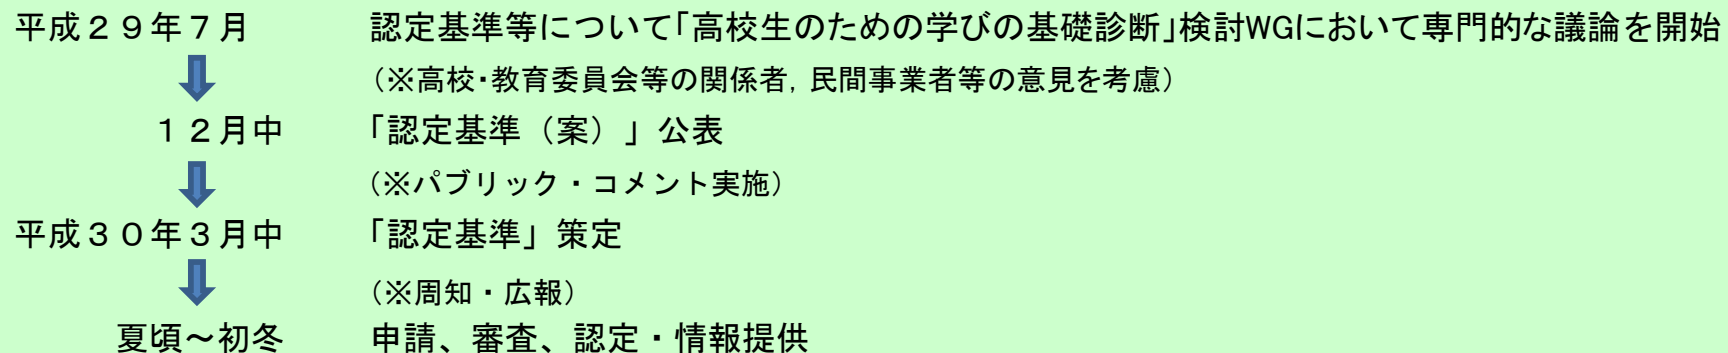 平成２９年７月 認定基準等について「高校生のための学びの基礎診断」検討WGにおいて専門的な議論を開始
（※高校・教育委員会等の関係者，民間事業者等の意見を考慮）
１２月中 「認定基準（案）」公表
（※パブリック・コメント実施）
平成３０年３月中 「認定基準」策定
（※周知・広報）
夏頃～初冬 申請、審査、認定・情報提供